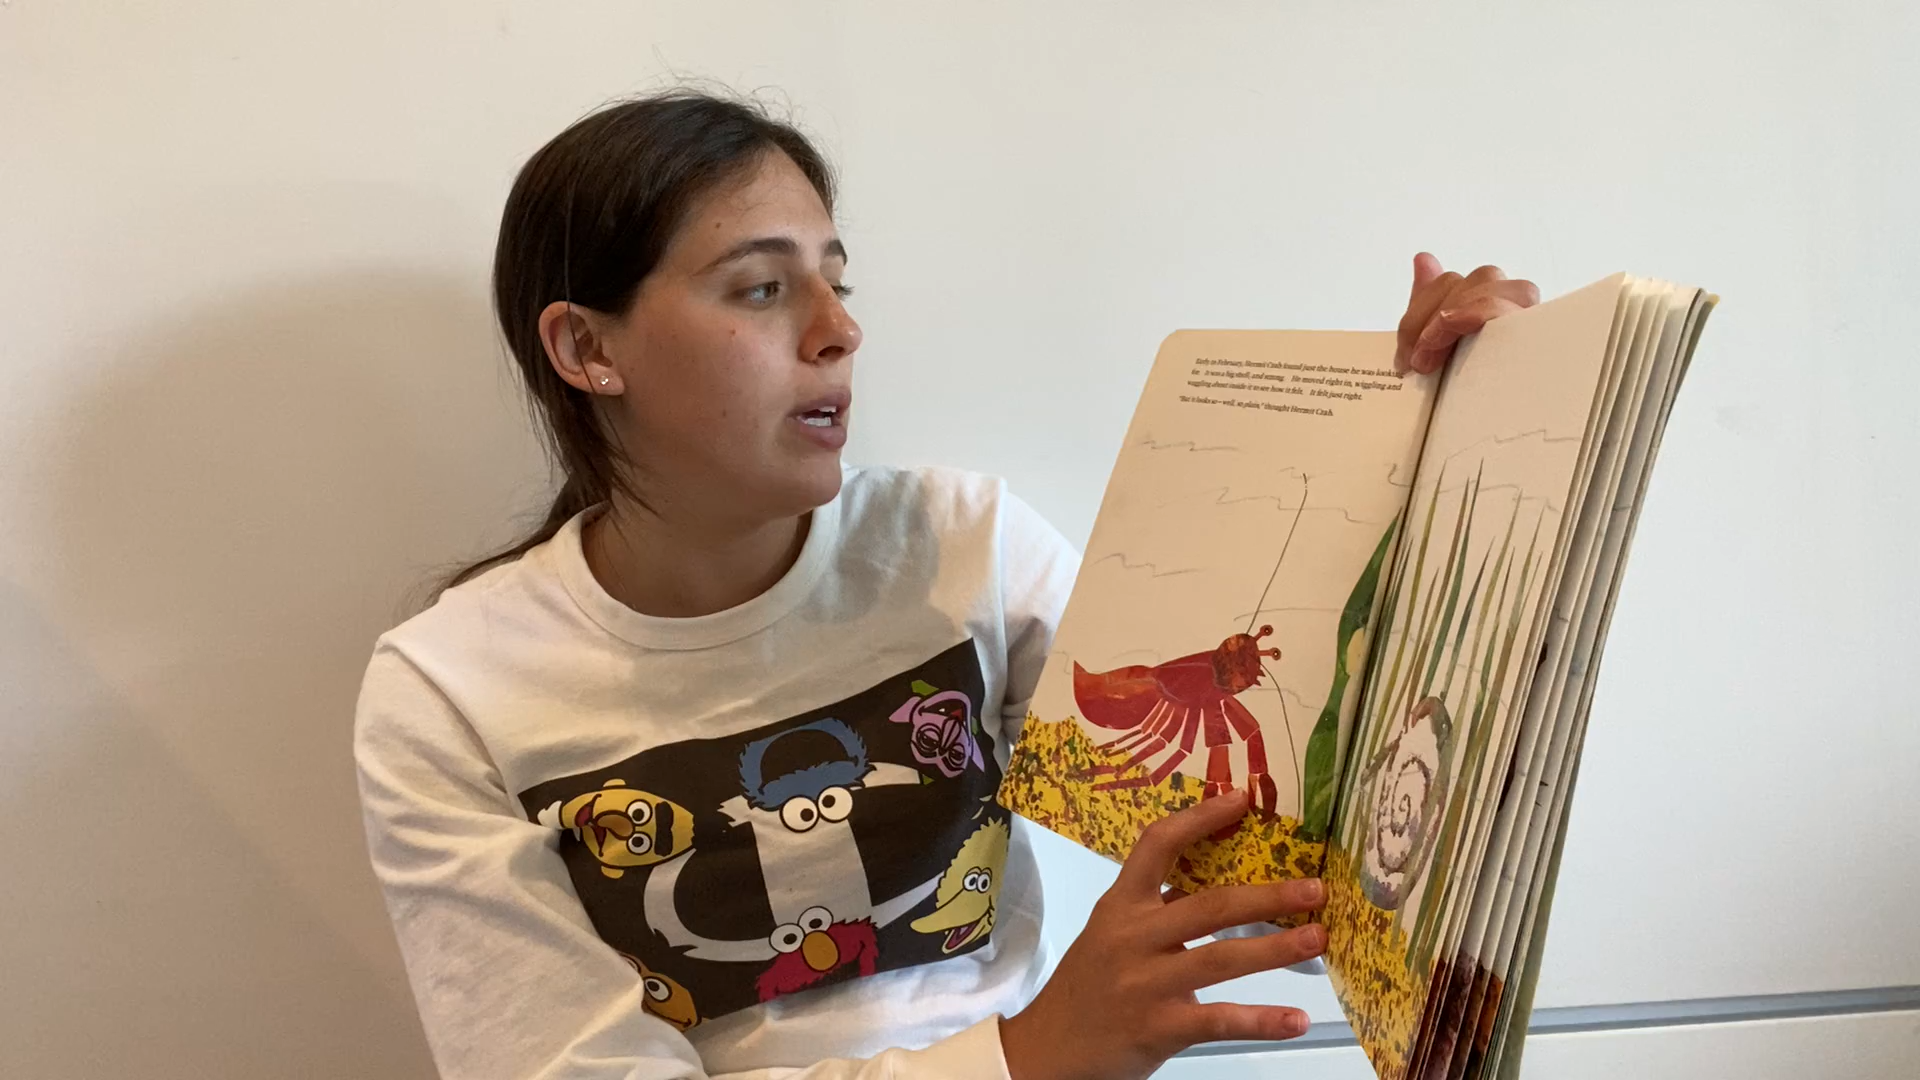 Early in February, Hermit Crab found just the house he was looking
for. It was a big shell, and strong. He moved right in, wiggling and
waggling about inside it to see how it felt. It felt just right.
"But it looks so—well, so plain," thought Hermit Crab.